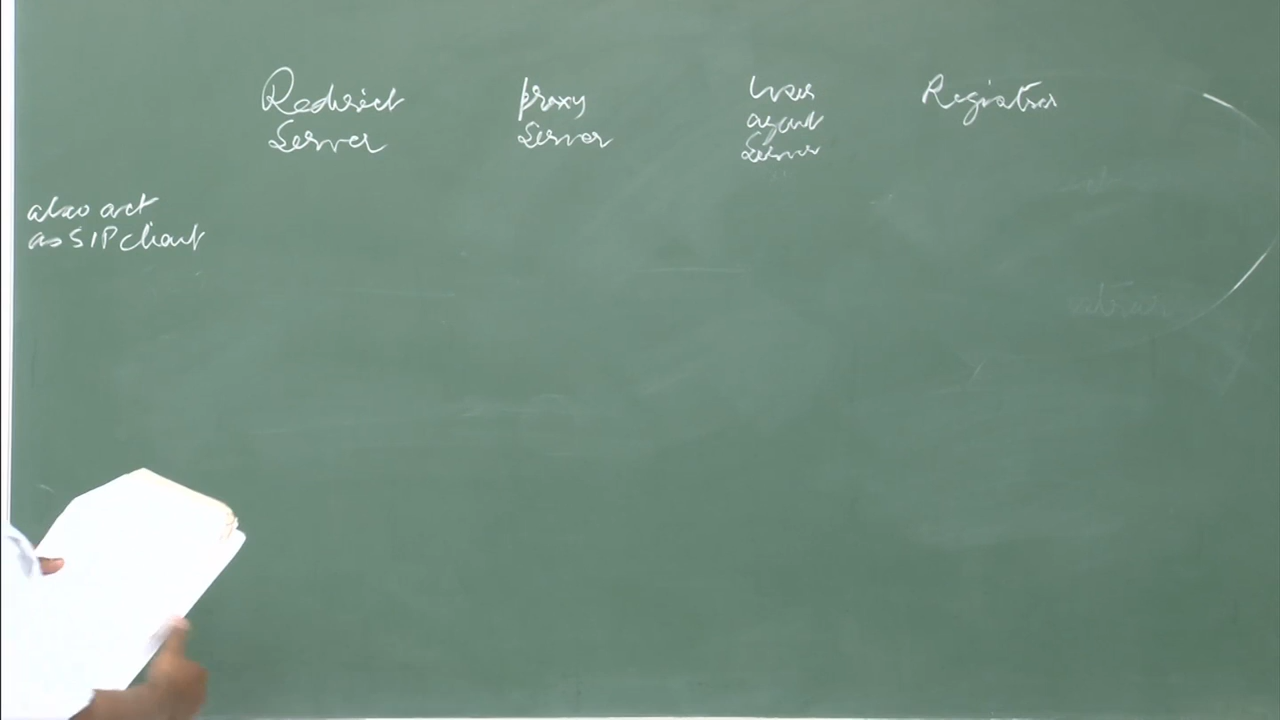 Redirect
Server
proxy
Server
User
agent
Server
Registrar
also act
as SIP client